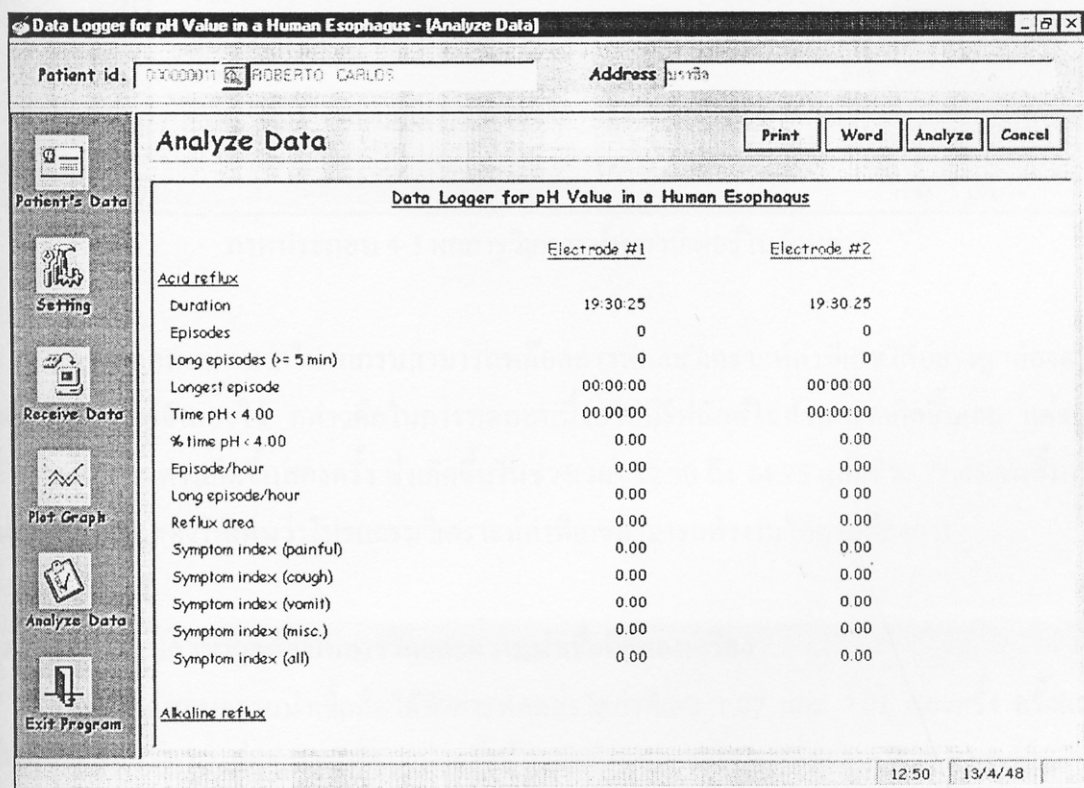 Data Logger for pH Value in a Human Esophagus - [Analyze Data]
Patient id. 000000011 ROBERTO CARLOS Address บราซิล
Analyze Data Print Word Analyze Cancel
Patient's Data
Setting
Receive Data
Plot Graph
Analyze Data
Exit Program
Data Logger for pH Value in a Human Esophagus
Electrode #1 Electrode #2
Acid reflux
Duration 19:30:25 19:30:25
Episodes 0 0
Long episodes (>= 5 min) 0 0
Longest episode 00:00:00 00:00:00
Time pH < 4.00 00:00:00 00:00:00
% time pH < 4.00 0.00 0.00
Episode/hour 0.00 0.00
Long episode/hour 0.00 0.00
Reflux area 0.00 0.00
Symptom index (painful) 0.00 0.00
Symptom index (cough) 0.00 0.00
Symptom index (vomit) 0.00 0.00
Symptom index (misc.) 0.00 0.00
Symptom index (all) 0.00 0.00
Alkaline reflux
12:50 13/4/48